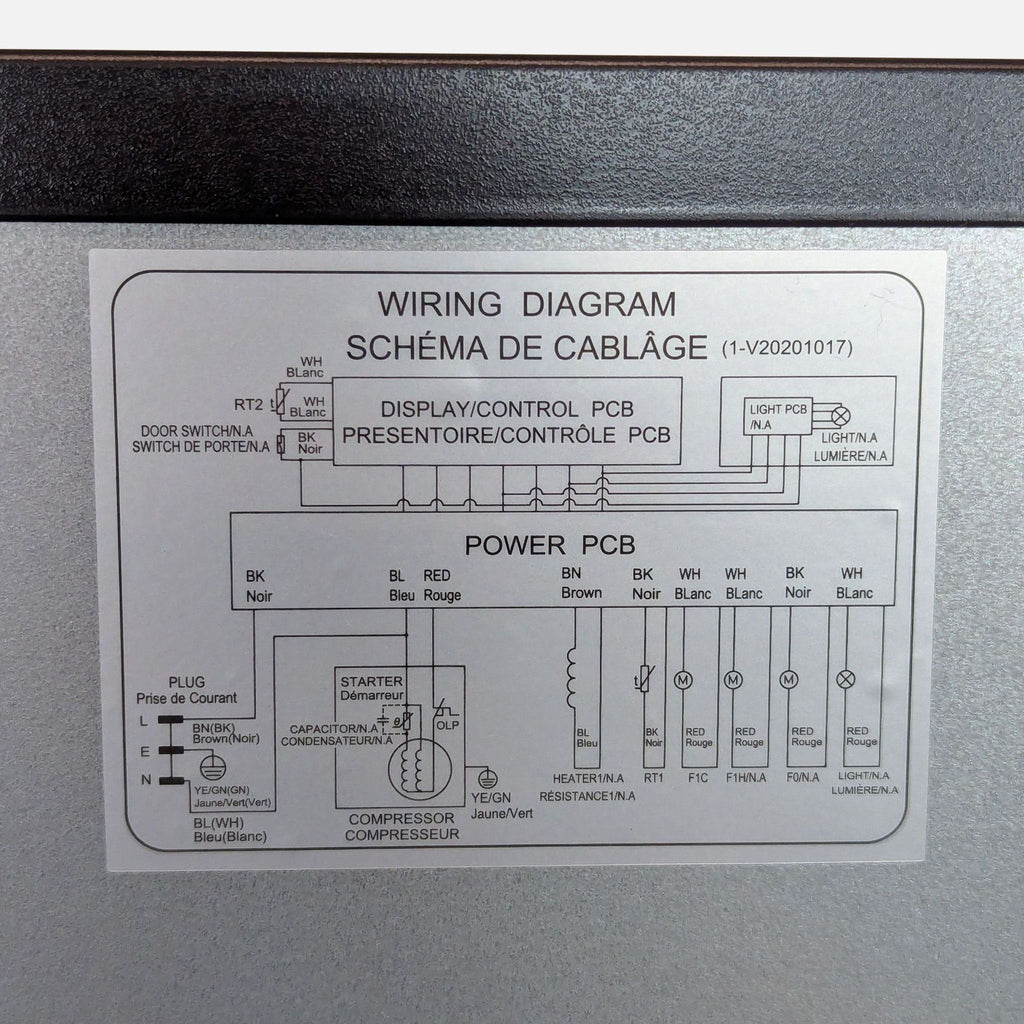 WIRING DIAGRAM
SCHÉMA DE CABLÂGE (1-V20201017)
WH
BLanc
RT2 t
WH
BLanc
DOOR SWITCH/N.A
SWITCH DE PORTE/N.A
BK
Noir
DISPLAY/CONTROL PCB
PRESENTOIRE/CONTRÔLE PCB
LIGHT PCB
/N.A
LIGHT/N.A
LUMIÈRE/N.A
POWER PCB
BK
Noir
BL
Bleu
RED
Rouge
BN
Brown
BK
Noir
WH
BLanc
WH
BLanc
BK
Noir
WH
BLanc
PLUG
Prise de Courant
L
BN(BK)
Brown(Noir)
E
YE/GN(GN)
Jaune/Vert(Vert)
N
BL(WH)
Bleu(Blanc)
STARTER
Démarreur
CAPACITOR/N.A
CONDENSATEUR/N.A
θ
OLP
COMPRESSOR
COMPRESSEUR
YE/GN
Jaune/Vert
BL
Bleu
HEATER1/N.A
RÉSISTANCE1/N.A
t
BK
Noir
RT1
M
RED
Rouge
F1C
M
RED
Rouge
F1H/N.A
M
RED
Rouge
F0/N.A
RED
Rouge
LIGHT/N.A
LUMIÈRE/N.A